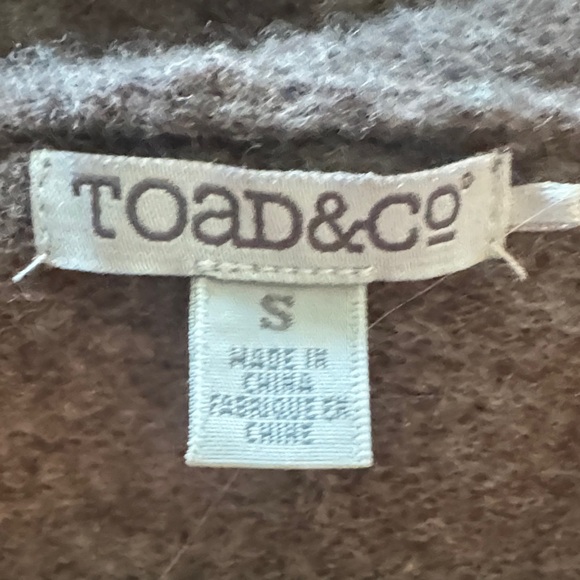 TOaD&Co
S
MADE IN
CHINA
FABRIQUE EN
CHINE